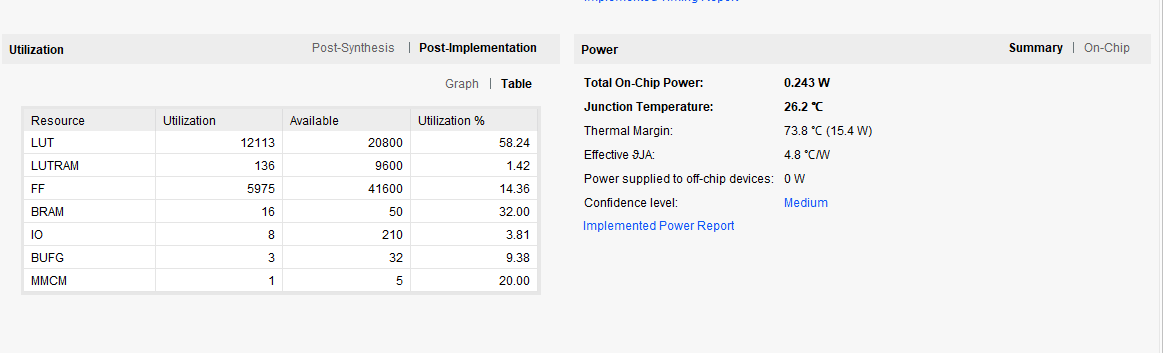 Implemented Timing Report
Utilization Post-Synthesis | Post-Implementation
Graph | Table
Resource Utilization Available Utilization %
LUT 12113 20800 58.24
LUTRAM 136 9600 1.42
FF 5975 41600 14.36
BRAM 16 50 32.00
IO 8 210 3.81
BUFG 3 32 9.38
MMCM 1 5 20.00
Power Summary | On-Chip
Total On-Chip Power: 0.243 W
Junction Temperature: 26.2 ℃
Thermal Margin: 73.8 ℃ (15.4 W)
Effective ϑJA: 4.8 ℃/W
Power supplied to off-chip devices: 0 W
Confidence level: Medium
Implemented Power Report